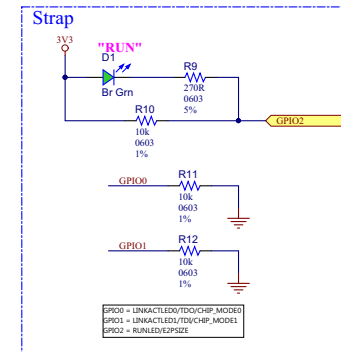 Strap
3V3
"RUN"
D1
Br Grn
R9
270R
0603
5%
R10
10k
0603
1%
GPIO2
GPIO0
R11
10k
0603
1%
GPIO1
R12
10k
0603
1%
GPIO0 = LINKACTLED0/TDO/CHIP_MODE0
GPIO1 = LINKACTLED1/TDI/CHIP_MODE1
GPIO2 = RUNLED/E2PSIZE